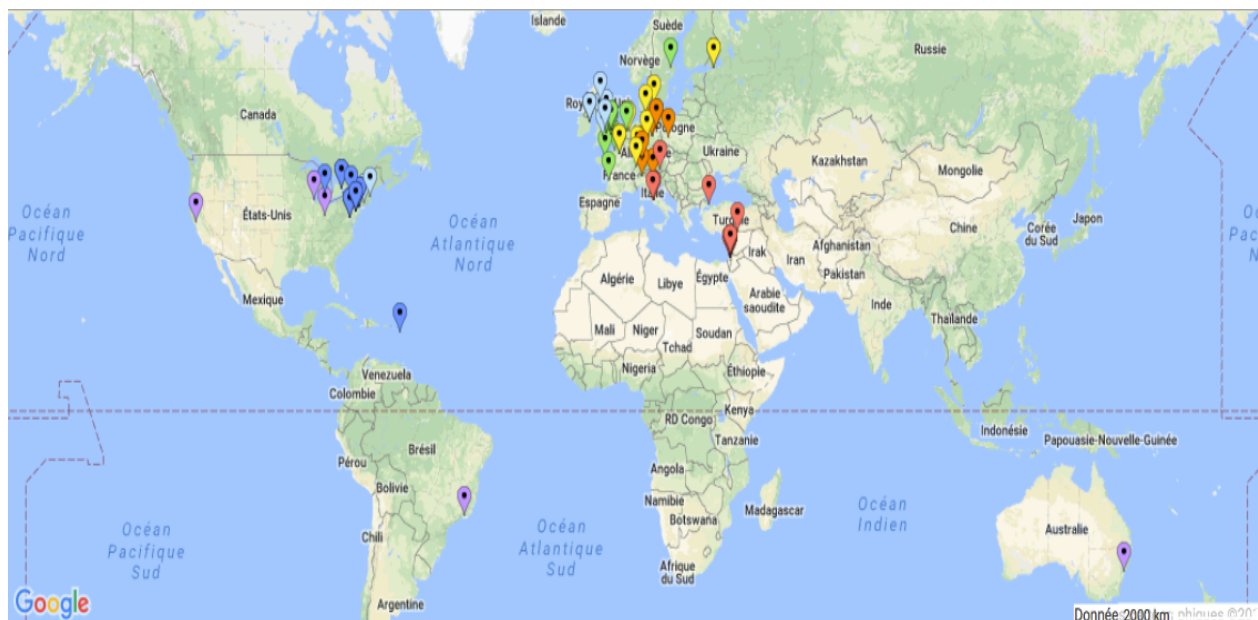 Islande
Suède
Norvège
Russie
Canada
Pologne
Ukraine
Kazakhstan
Mongolie
France
Italie
Espagne
États-Unis
Océan
Pacifique
Nord
Océan
Atlantique
Nord
Turquie
Chine
Japon
Corée
du Sud
Afghanistan
Irak
Iran
Pakistan
Algérie
Libye
Égypte
Arabie
saoudite
Inde
Mexique
Mali
Niger
Soudan
Tchad
Thaïlande
Nigeria
Éthiopie
Venezuela
Colombie
RD Congo
Kenya
Tanzanie
Indonésie
Papouasie-Nouvelle-Guinée
Brésil
Pérou
Bolivie
Angola
Namibie
Botswana
Madagascar
Océan
Indien
Australie
Océan
Pacifique
Sud
Chili
Océan
Atlantique
Sud
Afrique
du Sud
Argentine
Google
Donnée 2000 km